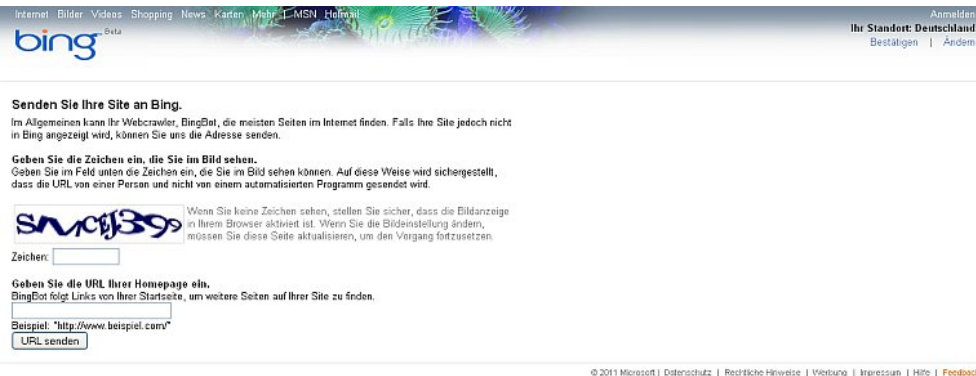 Internet Bilder Videos Shopping News Karten Mehr | MSN Hotmail
Anmelden
bing Beta
Ihr Standort: Deutschland
Bestätigen | Ändern
Senden Sie Ihre Site an Bing.
Im Allgemeinen kann Ihr Webcrawler, BingBot, die meisten Seiten im Internet finden. Falls Ihre Site jedoch nicht
in Bing angezeigt wird, können Sie uns die Adresse senden.
Geben Sie die Zeichen ein, die Sie im Bild sehen.
Geben Sie im Feld unten die Zeichen ein, die Sie im Bild sehen können. Auf diese Weise wird sichergestellt,
dass die URL von einer Person und nicht von einem automatisierten Programm gesendet wird.
Wenn Sie keine Zeichen sehen, stellen Sie sicher, dass die Bildanzeige
in Ihrem Browser aktiviert ist. Wenn Sie die Bildeinstellung ändern,
müssen Sie diese Seite aktualisieren, um den Vorgang fortzusetzen.
Zeichen:
Geben Sie die URL Ihrer Homepage ein.
BingBot folgt Links von Ihrer Startseite, um weitere Seiten auf Ihrer Site zu finden.
Beispiel: "http://www.beispiel.com/"
URL senden
© 2011 Microsoft | Datenschutz | Rechtliche Hinweise | Werbung | Impressum | Hilfe | Feedbac